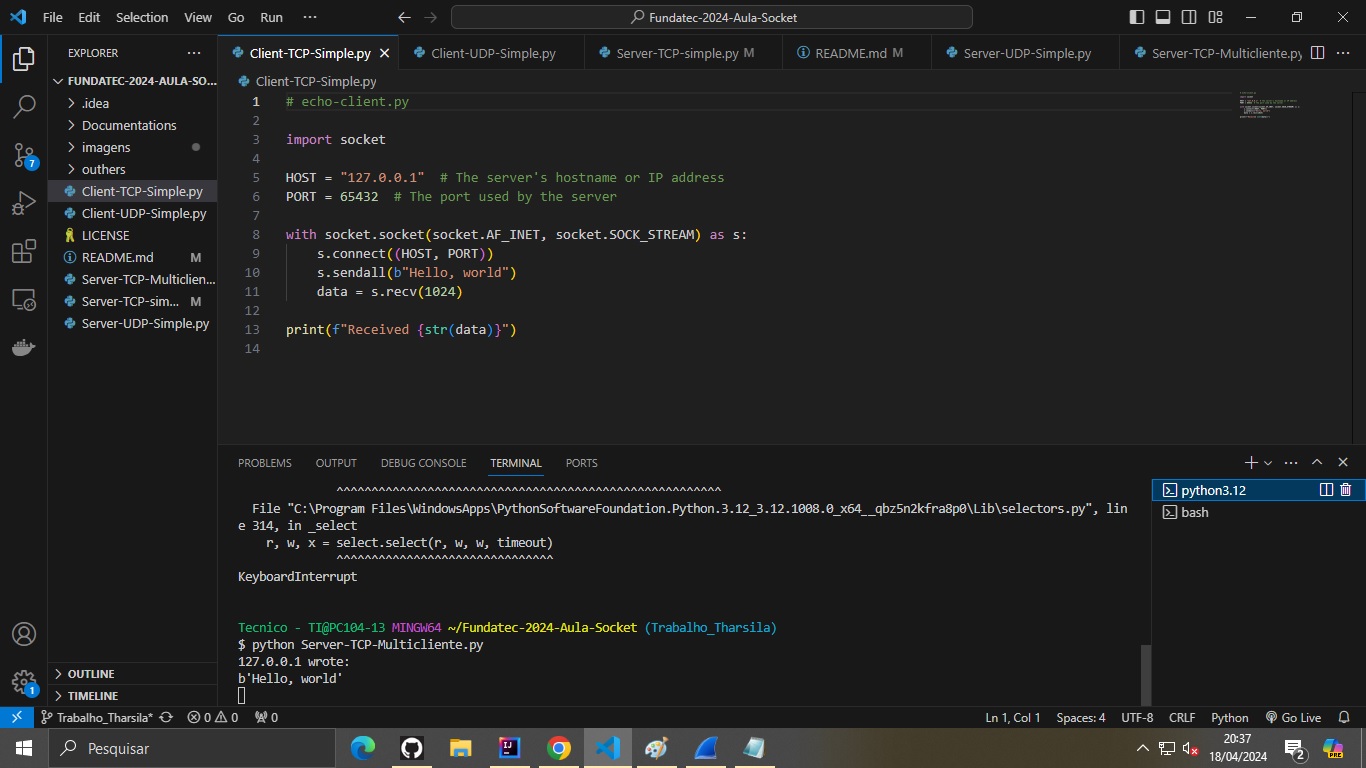 File Edit Selection View Go Run ··· Fundatec-2024-Aula-Socket
EXPLORER ···
FUNDATEC-2024-AULA-SO...
.idea
Documentations
imagens
outhers
Client-TCP-Simple.py
Client-UDP-Simple.py
LICENSE
README.md M
Server-TCP-Multiclien...
Server-TCP-sim... M
Server-UDP-Simple.py
OUTLINE
TIMELINE
7
1
Client-TCP-Simple.py Client-UDP-Simple.py Server-TCP-simple.py M README.md M Server-UDP-Simple.py Server-TCP-Multicliente.py ···
Client-TCP-Simple.py
1 # echo-client.py
2
3 import socket
4
5 HOST = "127.0.0.1"  # The server's hostname or IP address
6 PORT = 65432  # The port used by the server
7
8 with socket.socket(socket.AF_INET, socket.SOCK_STREAM) as s:
9     s.connect((HOST, PORT))
10     s.sendall(b"Hello, world")
11     data = s.recv(1024)
12
13 print(f"Received {str(data)}")
14
PROBLEMS OUTPUT DEBUG CONSOLE TERMINAL PORTS
^^^^^^^^^^^^^^^^^^^^^^^^^^^^^^^^^^^^^^^^^^^^^^^^^^
File "C:\Program Files\WindowsApps\PythonSoftwareFoundation.Python.3.12_3.12.1008.0_x64__qbz5n2kfra8p0\Lib\selectors.py", lin
e 314, in _select
r, w, x = select.select(r, w, w, timeout)
^^^^^^^^^^^^^^^^^^^^^^^^^^^^
KeyboardInterrupt
Tecnico - TI@PC104-13 MINGW64 ~/Fundatec-2024-Aula-Socket (Trabalho_Tharsila)
$ python Server-TCP-Multicliente.py
127.0.0.1 wrote:
b'Hello, world'
python3.12
bash
Trabalho_Tharsila* 0 0 0 Ln 1, Col 1 Spaces: 4 UTF-8 CRLF Python Go Live
Pesquisar
20:37
18/04/2024
2
PRE